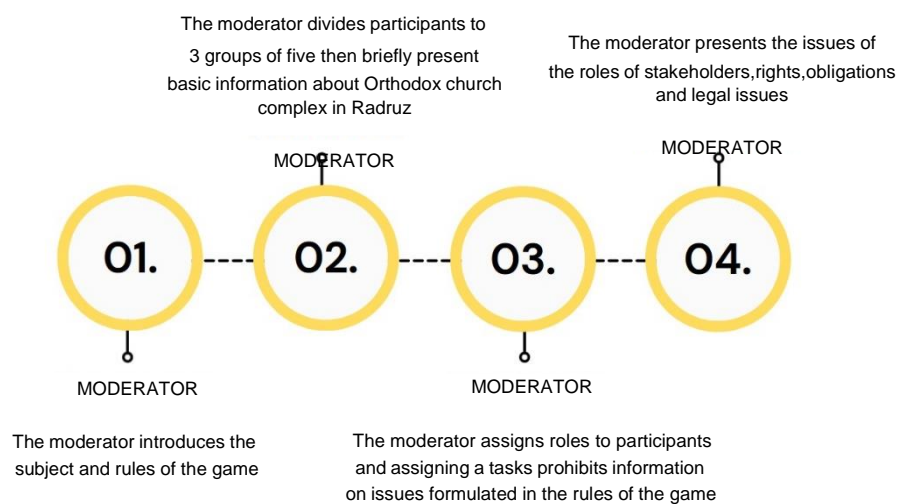 The moderator divides participants to
3 groups of five then briefly present
basic information about Orthodox church
complex in Radruz
MODERATOR
The moderator presents the issues of
the roles of stakeholders,rights,obligations
and legal issues
MODERATOR
01.
02.
03.
04.
MODERATOR
The moderator introduces the
subject and rules of the game
MODERATOR
The moderator assigns roles to participants
and assigning a tasks prohibits information
on issues formulated in the rules of the game